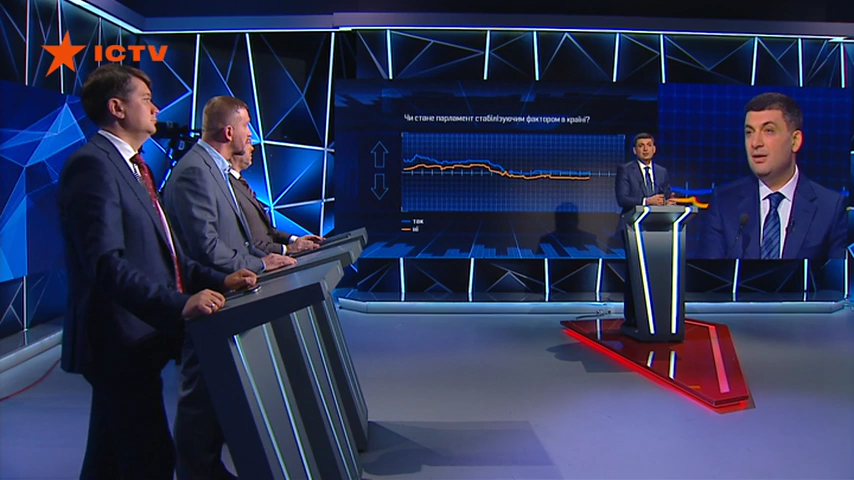 ICTV
Чи стане парламент стабілізуючим фактором в країні?
так
ні